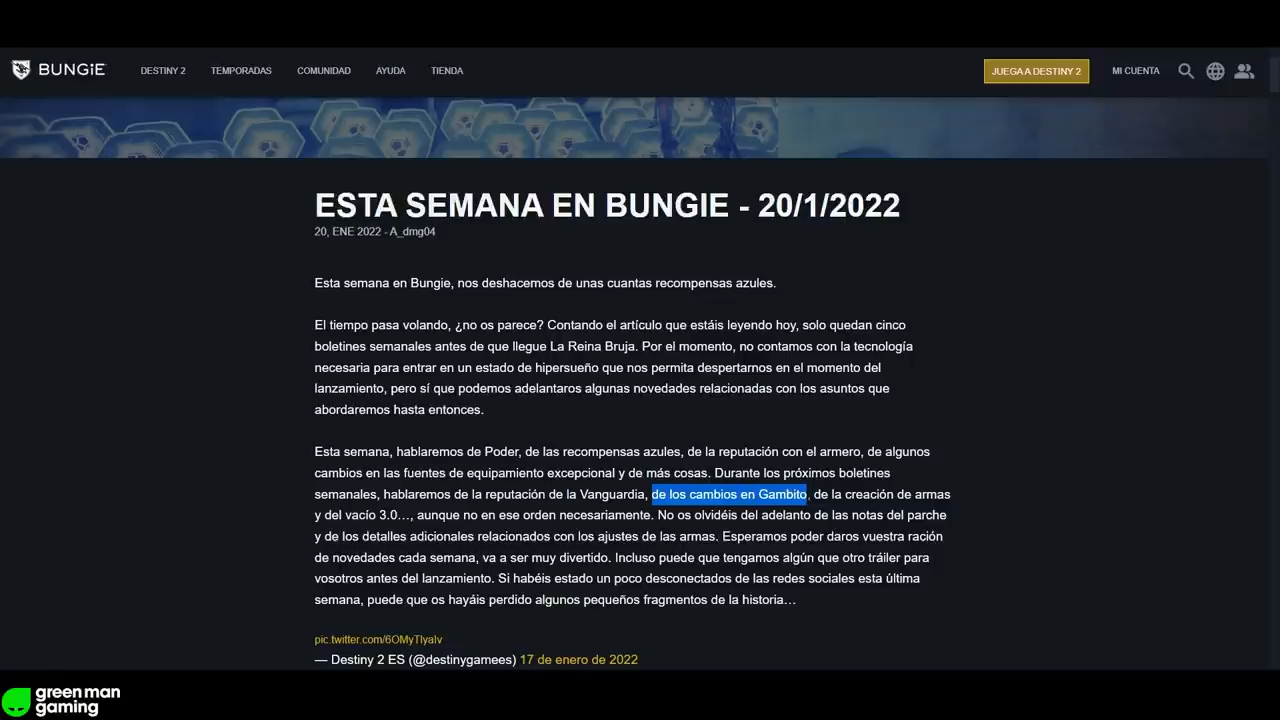 BUNGiE
DESTINY 2
TEMPORADAS
COMUNIDAD
AYUDA
TIENDA
JUEGA A DESTINY 2
MI CUENTA
ESTA SEMANA EN BUNGIE - 20/1/2022
20, ENE 2022 - A_dmg04
Esta semana en Bungie, nos deshacemos de unas cuantas recompensas azules.
El tiempo pasa volando, ¿no os parece? Contando el artículo que estáis leyendo hoy, solo quedan cinco
boletines semanales antes de que llegue La Reina Bruja. Por el momento, no contamos con la tecnología
necesaria para entrar en un estado de hipersueño que nos permita despertarnos en el momento del
lanzamiento, pero sí que podemos adelantaros algunas novedades relacionadas con los asuntos que
abordaremos hasta entonces.
Esta semana, hablaremos de Poder, de las recompensas azules, de la reputación con el armero, de algunos
cambios en las fuentes de equipamiento excepcional y de más cosas. Durante los próximos boletines
semanales, hablaremos de la reputación de la Vanguardia, de los cambios en Gambito, de la creación de armas
y del vacío 3.0…, aunque no en ese orden necesariamente. No os olvidéis del adelanto de las notas del parche
y de los detalles adicionales relacionados con los ajustes de las armas. Esperamos poder daros vuestra ración
de novedades cada semana, va a ser muy divertido. Incluso puede que tengamos algún que otro tráiler para
vosotros antes del lanzamiento. Si habéis estado un poco desconectados de las redes sociales esta última
semana, puede que os hayáis perdido algunos pequeños fragmentos de la historia…
pic.twitter.com/6OMyTlyaIv
— Destiny 2 ES (@destinygamees) 17 de enero de 2022
green man
gaming